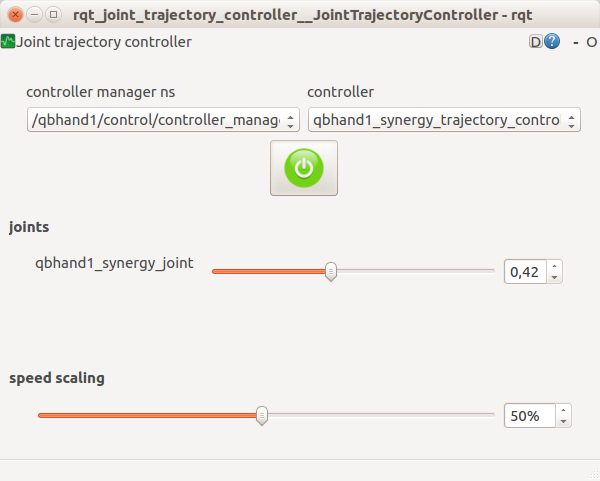 rqt_joint_trajectory_controller__JointTrajectoryController - rqt
Joint trajectory controller D ? - O
controller manager ns controller
/qbhand1/control/controller_manag qbhand1_synergy_trajectory_contro
joints
qbhand1_synergy_joint 0,42
speed scaling
50%